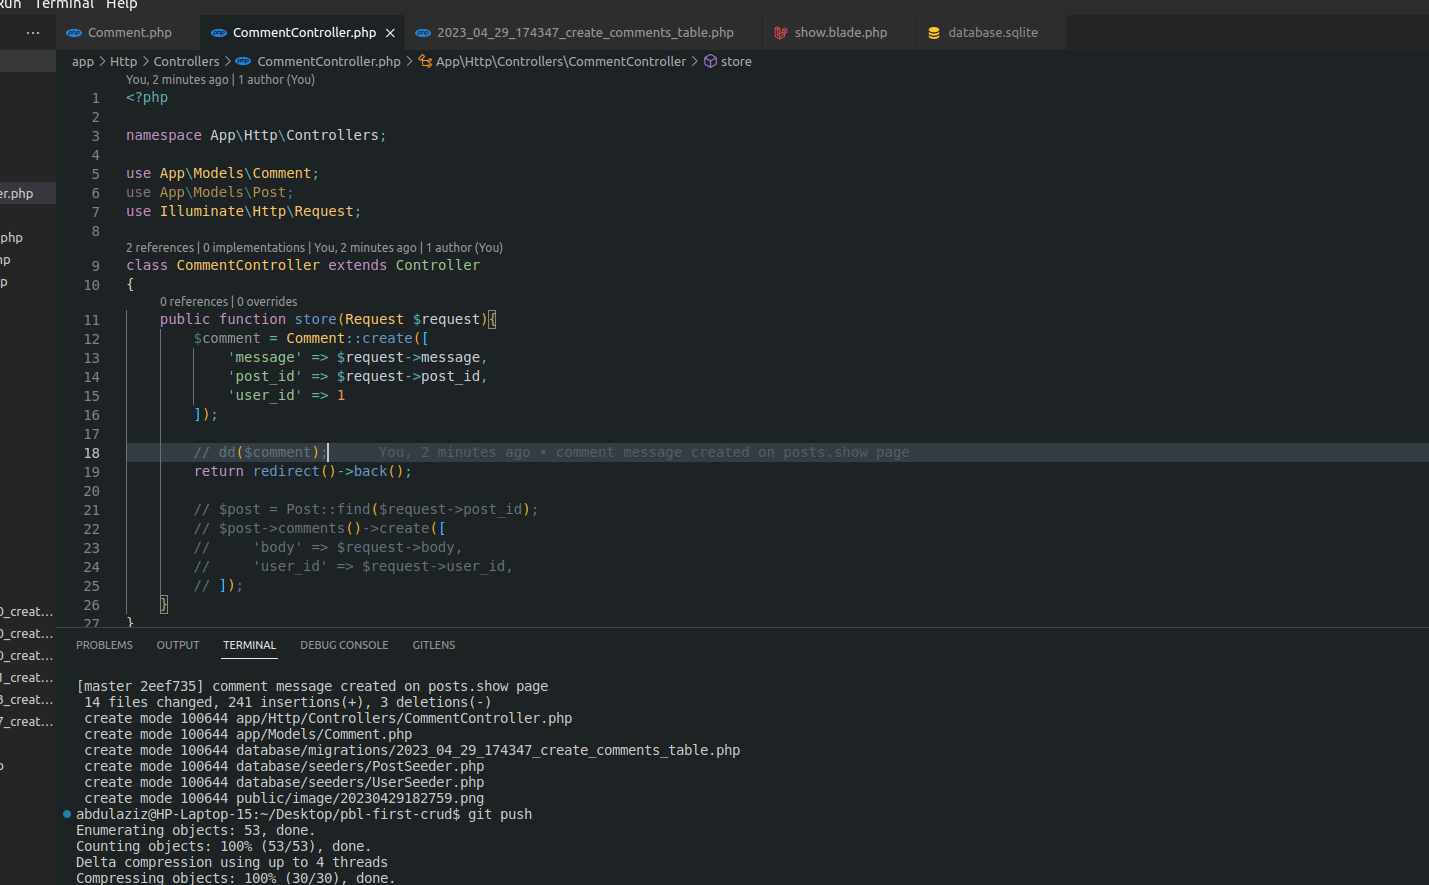 Run Terminal Help
... Comment.php CommentController.php × 2023_04_29_174347_create_comments_table.php show.blade.php database.sqlite
app > Http > Controllers > CommentController.php > App\Http\Controllers\CommentController > store
You, 2 minutes ago | 1 author (You)
1 <?php
2
3 namespace App\Http\Controllers;
4
5 use App\Models\Comment;
6 use App\Models\Post;
7 use Illuminate\Http\Request;
8
2 references | 0 implementations | You, 2 minutes ago | 1 author (You)
9 class CommentController extends Controller
10 {
0 references | 0 overrides
11 public function store(Request $request){
12 $comment = Comment::create([
13 'message' => $request->message,
14 'post_id' => $request->post_id,
15 'user_id' => 1
16 ]);
17
18 // dd($comment); You, 2 minutes ago • comment message created on posts.show page
19 return redirect()->back();
20
21 // $post = Post::find($request->post_id);
22 // $post->comments()->create([
23 // 'body' => $request->body,
24 // 'user_id' => $request->user_id,
25 // ]);
26 }
27 }
er.php
php
hp
p
0_creat...
0_creat...
0_creat...
1_creat...
3_creat...
7_creat...
PROBLEMS OUTPUT TERMINAL DEBUG CONSOLE GITLENS
[master 2eef735] comment message created on posts.show page
14 files changed, 241 insertions(+), 3 deletions(-)
create mode 100644 app/Http/Controllers/CommentController.php
create mode 100644 app/Models/Comment.php
create mode 100644 database/migrations/2023_04_29_174347_create_comments_table.php
create mode 100644 database/seeders/PostSeeder.php
create mode 100644 database/seeders/UserSeeder.php
create mode 100644 public/image/20230429182759.png
abdulaziz@HP-Laptop-15:~/Desktop/pbl-first-crud$ git push
Enumerating objects: 53, done.
Counting objects: 100% (53/53), done.
Delta compression using up to 4 threads
Compressing objects: 100% (30/30), done.